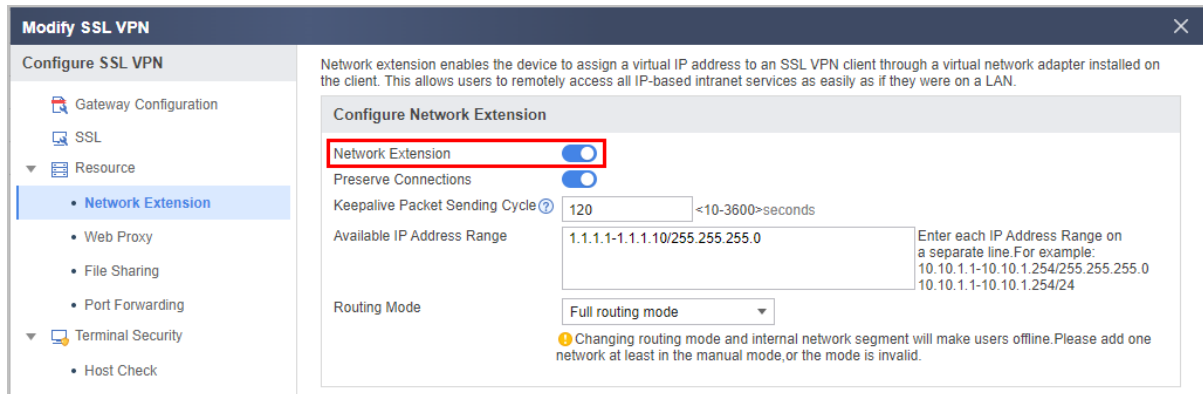 Modify SSL VPN
Configure SSL VPN
Gateway Configuration
SSL
Resource
Network Extension
Web Proxy
File Sharing
Port Forwarding
Terminal Security
Host Check
Network extension enables the device to assign a virtual IP address to an SSL VPN client through a virtual network adapter installed on
the client. This allows users to remotely access all IP-based intranet services as easily as if they were on a LAN.
Configure Network Extension
Network Extension
Preserve Connections
Keepalive Packet Sending Cycle ? 120 <10-3600>seconds
Available IP Address Range 1.1.1.1-1.1.1.10/255.255.255.0
Enter each IP Address Range on
a separate line.For example:
10.10.1.1-10.10.1.254/255.255.255.0
10.10.1.1-10.10.1.254/24
Routing Mode Full routing mode
Changing routing mode and internal network segment will make users offline.Please add one
network at least in the manual mode,or the mode is invalid.